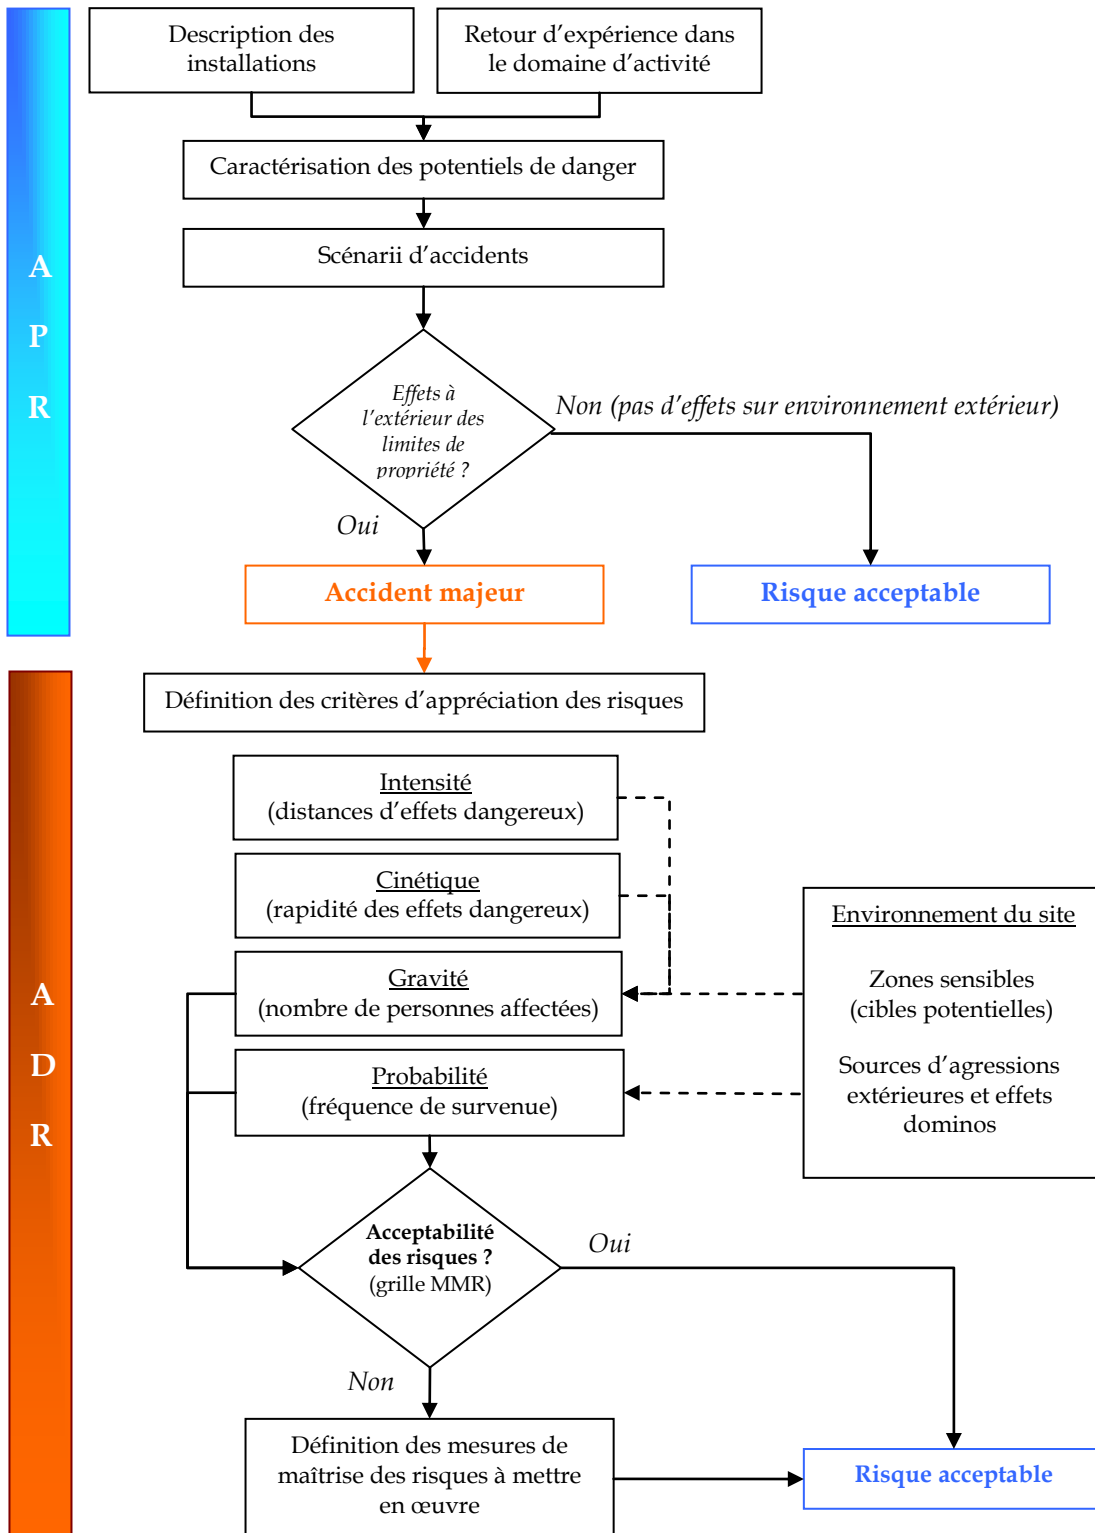 Description des
installations
Retour d’expérience dans
le domaine d’activité
Caractérisation des potentiels de danger
Scénarii d’accidents
A
P
R
Effets à
l’extérieur des
limites de
propriété ?
Non (pas d’effets sur environnement extérieur)
Oui
Accident majeur
Risque acceptable
Définition des critères d’appréciation des risques
Intensité
(distances d’effets dangereux)
Cinétique
(rapidité des effets dangereux)
Gravité
(nombre de personnes affectées)
Probabilité
(fréquence de survenue)
Environnement du site
Zones sensibles
(cibles potentielles)
Sources d’agressions
extérieures et effets
dominos
A
D
R
Acceptabilité
des risques ?
(grille MMR)
Oui
Non
Définition des mesures de
maîtrise des risques à mettre
en œuvre
Risque acceptable